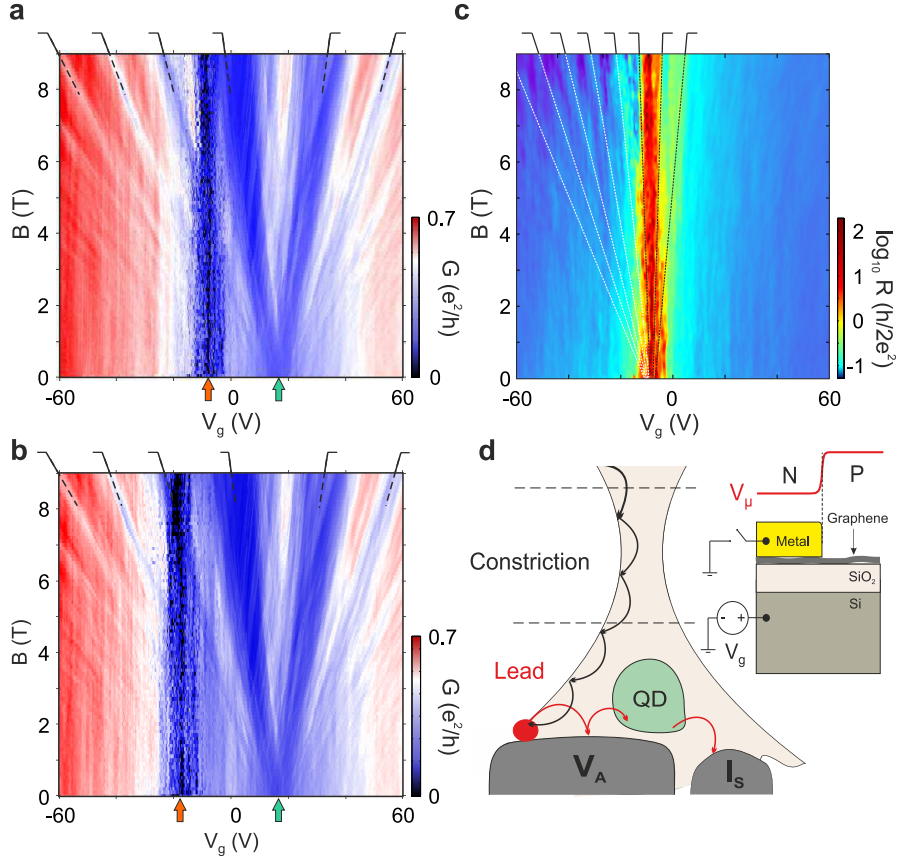 a
B (T)
8
6
4
2
0
-60
0
60
V_g (V)
0.7
G (e²/h)
0
c
B (T)
8
6
4
2
0
-60
0
60
V_g (V)
2
1
0
-1
log₁₀ R (h/2e²)
b
B (T)
8
6
4
2
0
-60
0
60
V_g (V)
0.7
G (e²/h)
0
d
N P
V_μ
Graphene
Metal
SiO₂
Si
- +
V_g
Constriction
Lead
QD
V_A
I_S